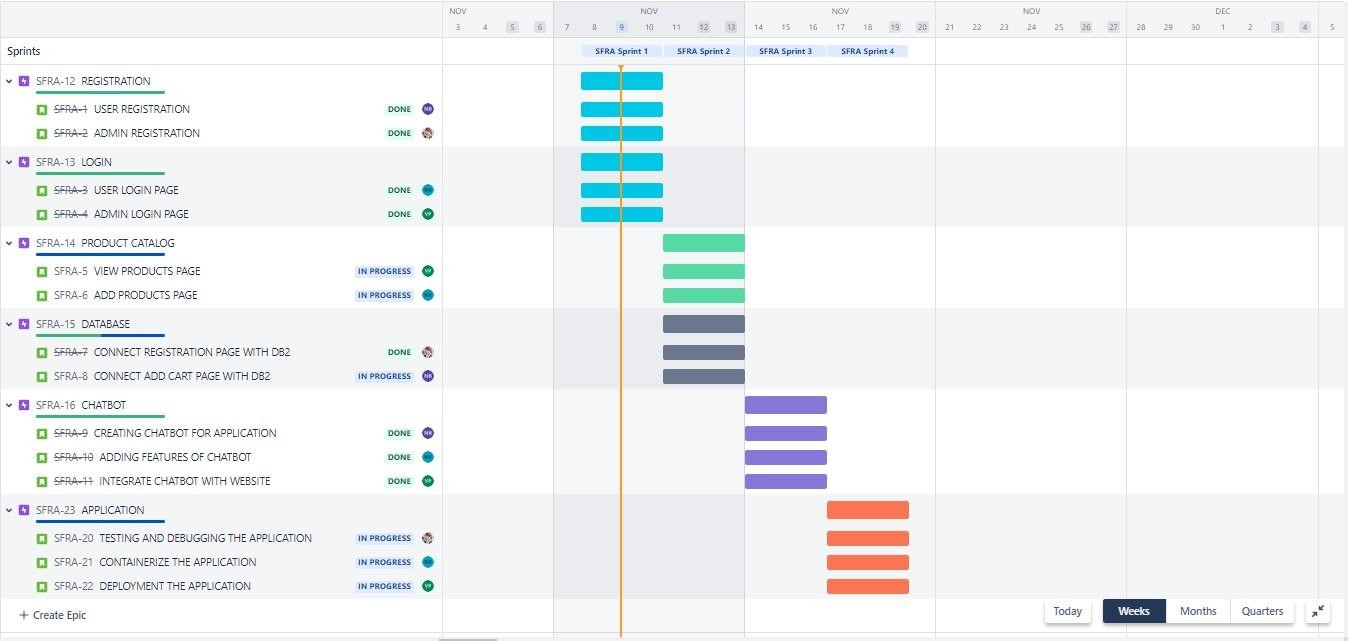 NOV NOV NOV NOV DEC
3 4 5 6 7 8 9 10 11 12 13 14 15 16 17 18 19 20 21 22 23 24 25 26 27 28 29 30 1 2 3 4 5
Sprints SFRA Sprint 1 SFRA Sprint 2 SFRA Sprint 3 SFRA Sprint 4
SFRA-12 REGISTRATION
SFRA-1 USER REGISTRATION DONE NB
SFRA-2 ADMIN REGISTRATION DONE
SFRA-13 LOGIN
SFRA-3 USER LOGIN PAGE DONE
SFRA-4 ADMIN LOGIN PAGE DONE VP
SFRA-14 PRODUCT CATALOG
SFRA-5 VIEW PRODUCTS PAGE IN PROGRESS VP
SFRA-6 ADD PRODUCTS PAGE IN PROGRESS
SFRA-15 DATABASE
SFRA-7 CONNECT REGISTRATION PAGE WITH DB2 DONE
SFRA-8 CONNECT ADD CART PAGE WITH DB2 IN PROGRESS NB
SFRA-16 CHATBOT
SFRA-9 CREATING CHATBOT FOR APPLICATION DONE NB
SFRA-10 ADDING FEATURES OF CHATBOT DONE
SFRA-11 INTEGRATE CHATBOT WITH WEBSITE DONE VP
SFRA-23 APPLICATION
SFRA-20 TESTING AND DEBUGGING THE APPLICATION IN PROGRESS
SFRA-21 CONTAINERIZE THE APPLICATION IN PROGRESS
SFRA-22 DEPLOYMENT THE APPLICATION IN PROGRESS VP
+ Create Epic Today Weeks Months Quarters